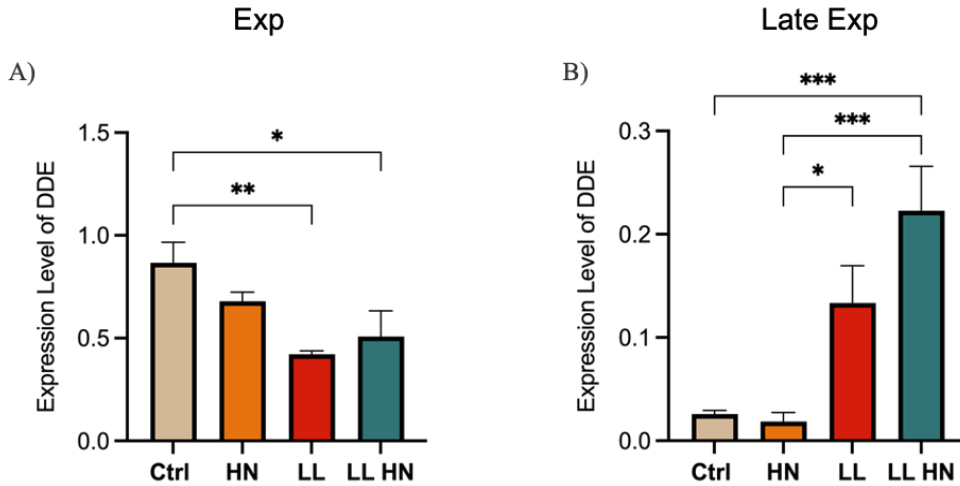 Exp
Late Exp
A)
B)
Expression Level of DDE
1.5
1.0
0.5
0.0
*
**
Ctrl HN LL LL HN
Expression Level of DDE
0.3
0.2
0.1
0.0
***
***
*
Ctrl HN LL LL HN